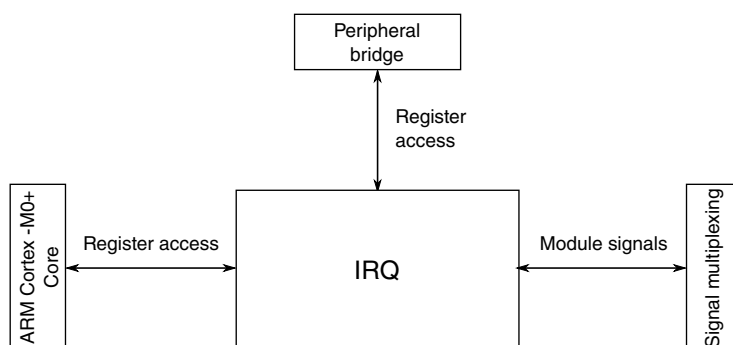 Peripheral
bridge
Register
access
ARM Cortex -M0+
Core
Register access
IRQ
Module signals
Signal multiplexing